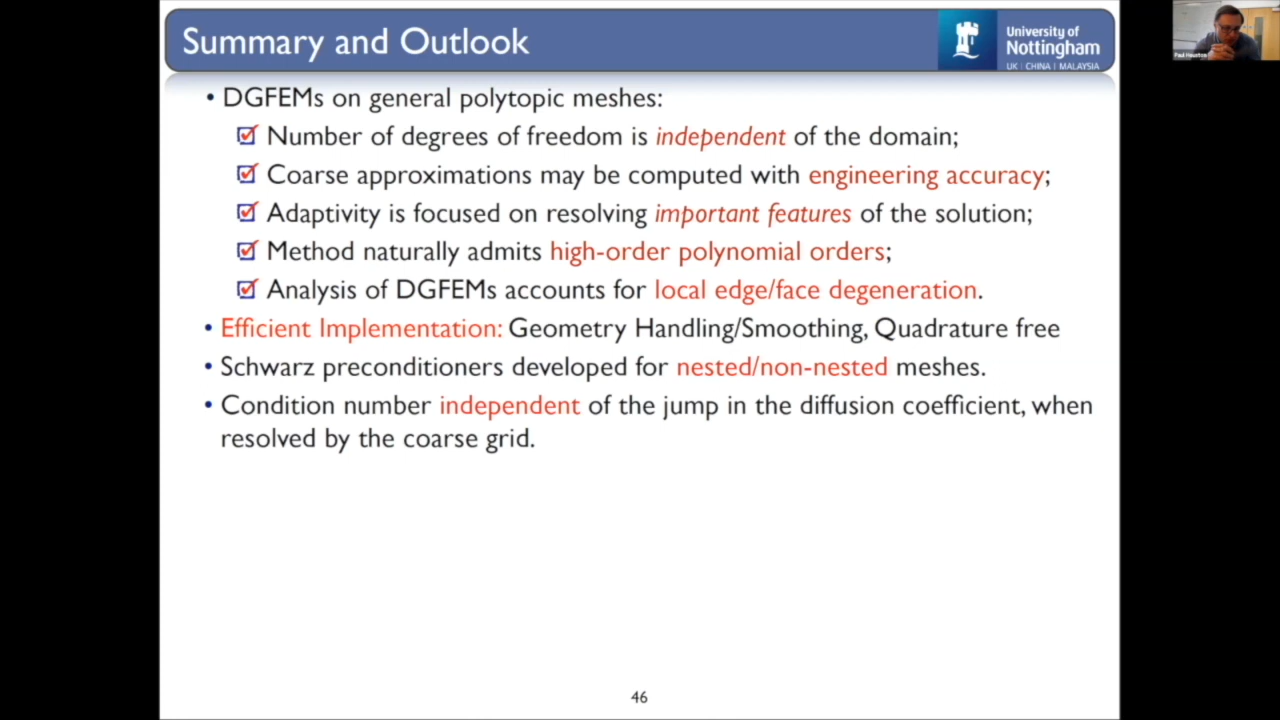 Summary and Outlook
University of
Nottingham
UK | CHINA | MALAYSIA
Paul Houston
• DGFEMs on general polytopic meshes:
Number of degrees of freedom is independent of the domain;
Coarse approximations may be computed with engineering accuracy;
Adaptivity is focused on resolving important features of the solution;
Method naturally admits high-order polynomial orders;
Analysis of DGFEMs accounts for local edge/face degeneration.
• Efficient Implementation: Geometry Handling/Smoothing, Quadrature free
• Schwarz preconditioners developed for nested/non-nested meshes.
• Condition number independent of the jump in the diffusion coefficient, when
resolved by the coarse grid.
46